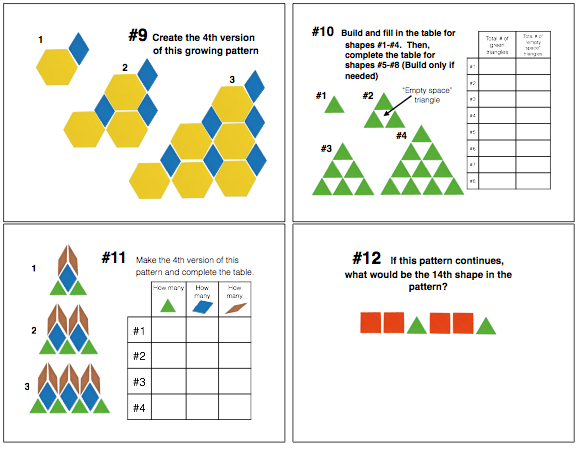 #9 Create the 4th version
of this growing pattern
1
2
3
#10 Build and fill in the table for
shapes #1-#4. Then,
complete the table for
shapes #5-#8 (Build only if
needed)
Total # of
green
triangles
Total # of
"empty
space"
triangles
#1
#2
#3
#4
#5
#6
#7
#8
"Empty space"
triangle
#1
#2
#3
#4
#11 Make the 4th version of this
pattern and complete the table.
1
2
3
How many
How
many
How
many
#1
#2
#3
#4
#12 If this pattern continues,
what would be the 14th shape in the
pattern?